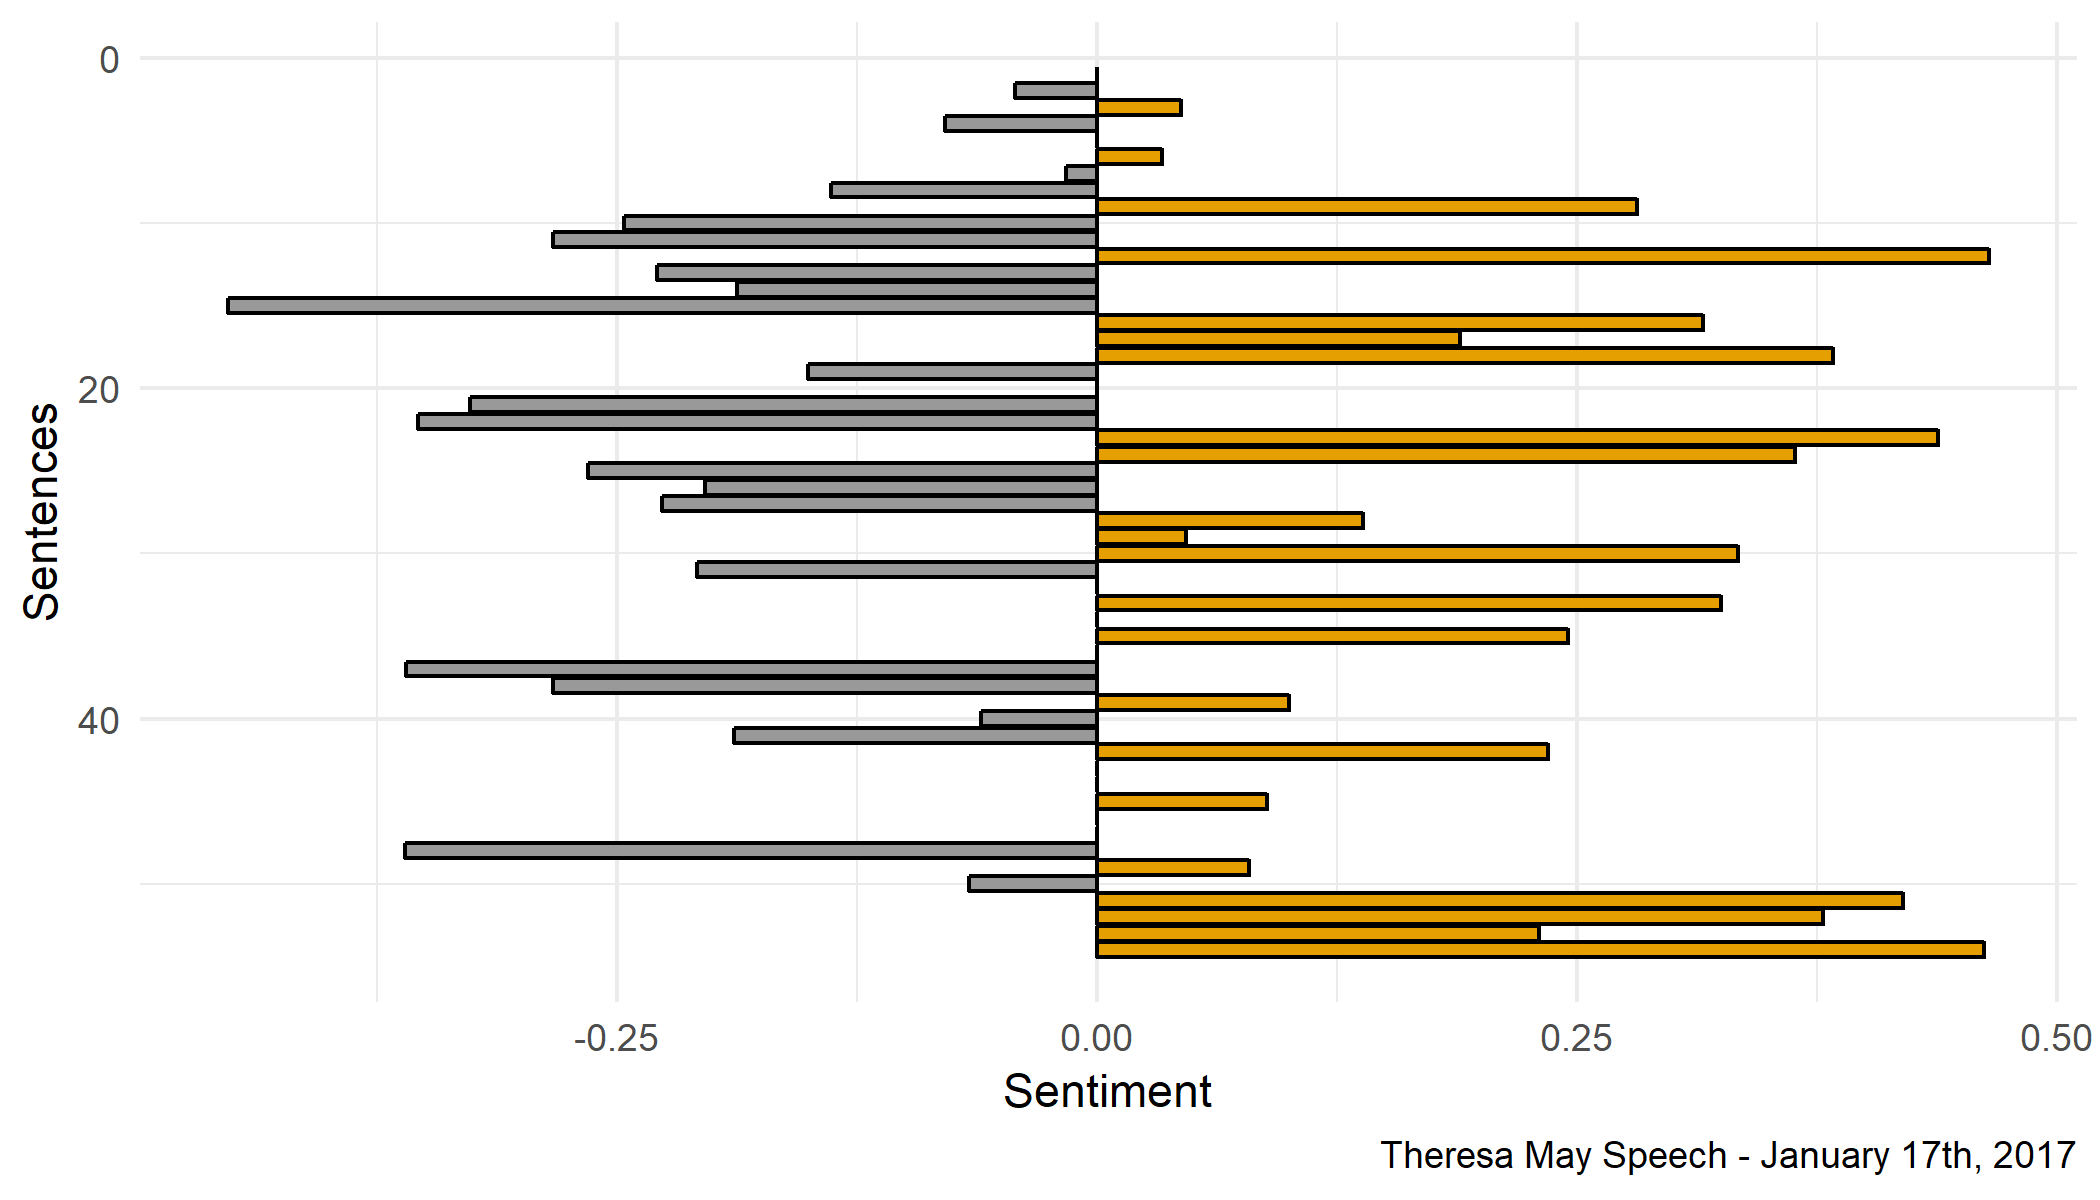 0
20
40
Sentences
-0.25 0.00 0.25 0.50
Sentiment
Theresa May Speech - January 17th, 2017